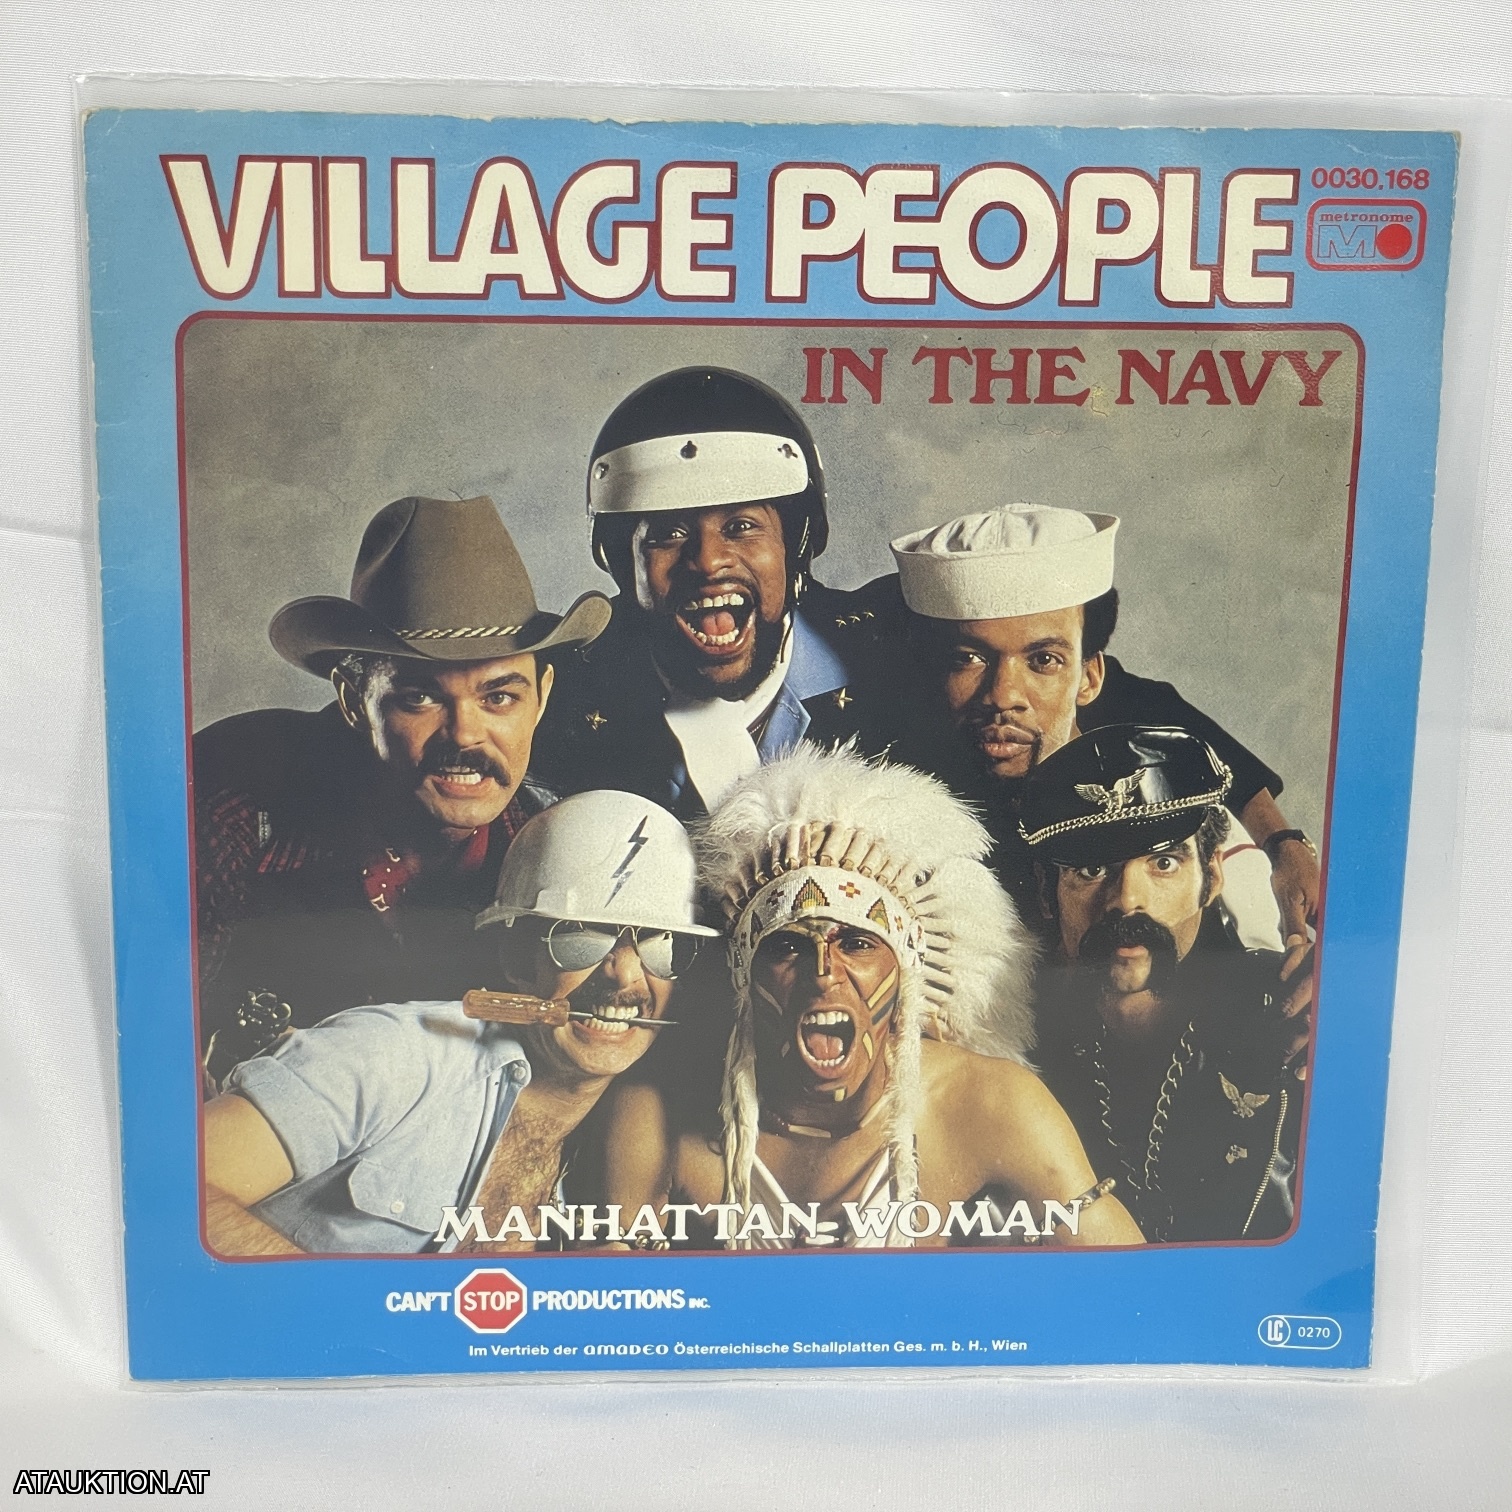 VILLAGE PEOPLE
0030.168
metronome
M
IN THE NAVY
MANHATTAN-WOMAN
CAN'T STOP PRODUCTIONS INC.
LC 0270
Im Vertrieb der amadeo Österreichische Schallplatten Ges. m. b. H., Wien
ATAUKTION.AT